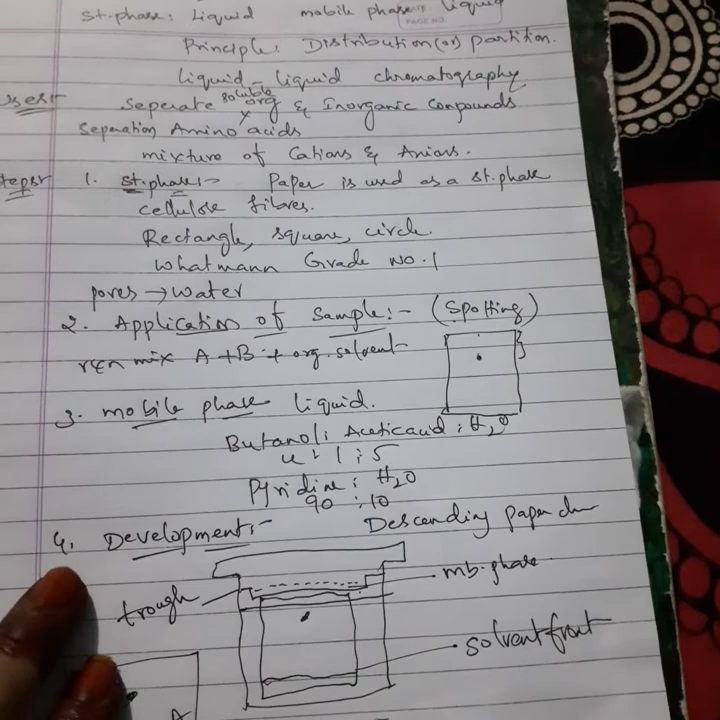 st.phase: Liquid mobile phase: Liquid
PAGE NO
Principle: Distribution (or) partition.
Liquid - liquid chromatography
uses:- seperate soluble org & Inorganic compounds
separation Amino acids
mixture of Cations & Anions.
steps:- 1. st.phase:- Paper is used as a st.phase
cellulose fibres.
Rectangle, square, circle.
whatmann Grade no. 1
pores → water
2. Application of Sample:- (Spotting)
rxn mix A + B + org. solvent
3. mobile phase liquid.
Butanol: Aceticacid : H2O
4 : 1 : 5
Pyridine : H2O
90 : 10
4. Development:- Descending paper ch
mb.phase
trough
solvent front
A